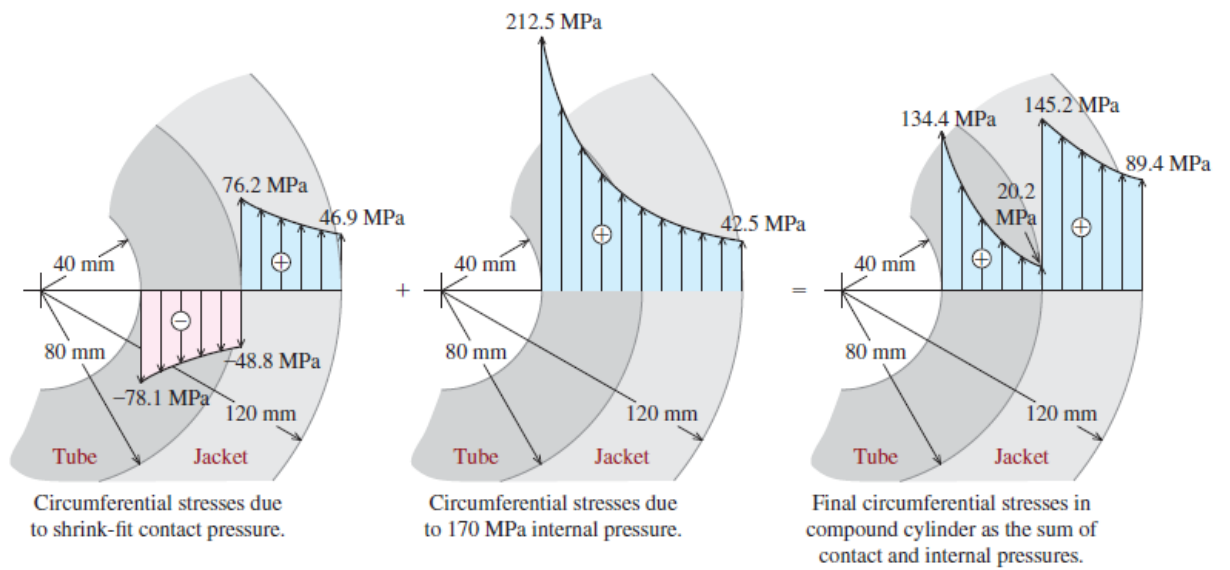 212.5 MPa
76.2 MPa
46.9 MPa
40 mm
80 mm
−48.8 MPa
−78.1 MPa
120 mm
Tube
Jacket
+
42.5 MPa
40 mm
80 mm
120 mm
Tube
Jacket
=
134.4 MPa
145.2 MPa
89.4 MPa
20.2
MPa
40 mm
80 mm
120 mm
Tube
Jacket
Circumferential stresses due
to shrink-fit contact pressure.
Circumferential stresses due
to 170 MPa internal pressure.
Final circumferential stresses in
compound cylinder as the sum of
contact and internal pressures.